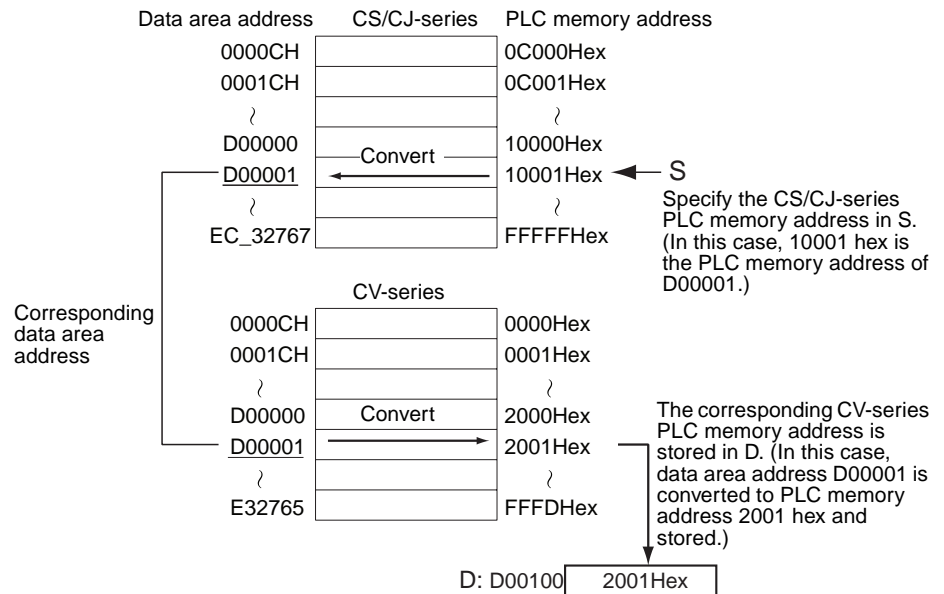 Data area address CS/CJ-series PLC memory address
0000CH 0C000Hex
0001CH 0C001Hex
~ ~
D00000 10000Hex
D00001 Convert 10001Hex S
~ ~
EC_32767 FFFFFHex
Specify the CS/CJ-series
PLC memory address in S.
(In this case, 10001 hex is
the PLC memory address of
D00001.)
Corresponding
data area
address
CV-series
0000CH 0000Hex
0001CH 0001Hex
~ ~
D00000 Convert 2000Hex
D00001 2001Hex
~ ~
E32765 FFFDHex
The corresponding CV-series
PLC memory address is
stored in D. (In this case,
data area address D00001 is
converted to PLC memory
address 2001 hex and
stored.)
D: D00100 2001Hex